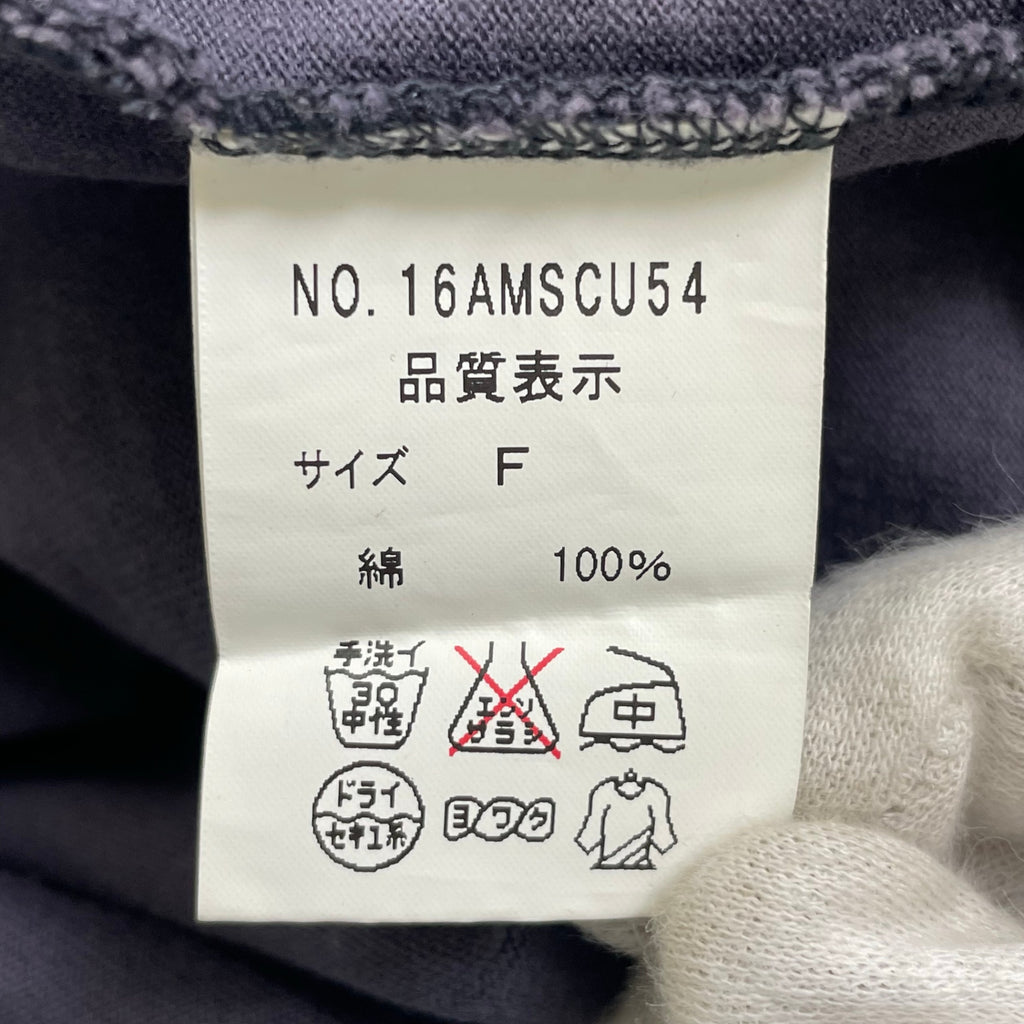 NO. 16AMSCU54
品質表示
サイズ F
綿 100%
手洗イ
30
中性
エンソ
サラシ
中
ドライ
セキユ系
ヨワク